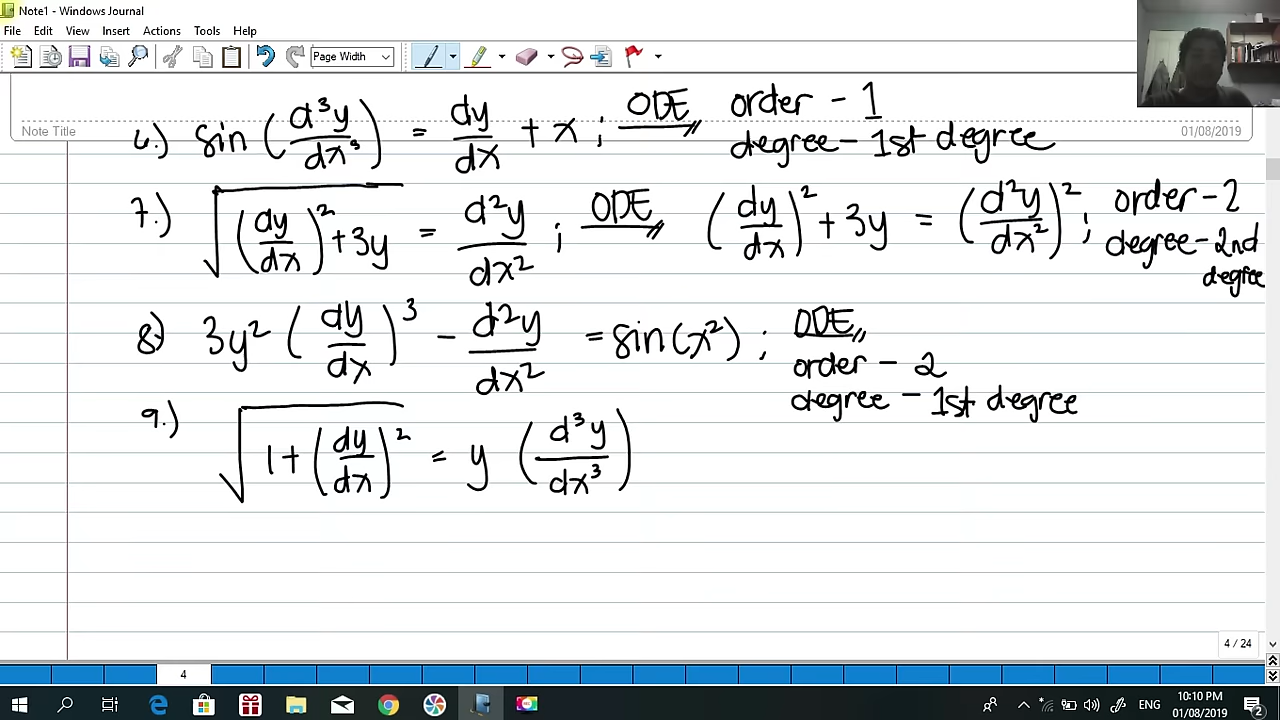 Note1 - Windows Journal
File Edit View Insert Actions Tools Help
Page Width
Note Title
01/08/2019
6.) sin (d³y/dx³) = dy/dx + x ; ODE order - 1
degree - 1st degree
7.) √((dy/dx)² + 3y) = d²y/dx² ; ODE (dy/dx)² + 3y = (d²y/dx²)² ; order - 2
degree - 2nd
degree
8.) 3y² (dy/dx)³ - d²y/dx² = sin(x²) ; ODE
order - 2
degree - 1st degree
9.) √(1 + (dy/dx)²) = y (d³y/dx³)
4 / 24
4
ENG
10:10 PM
01/08/2019
2